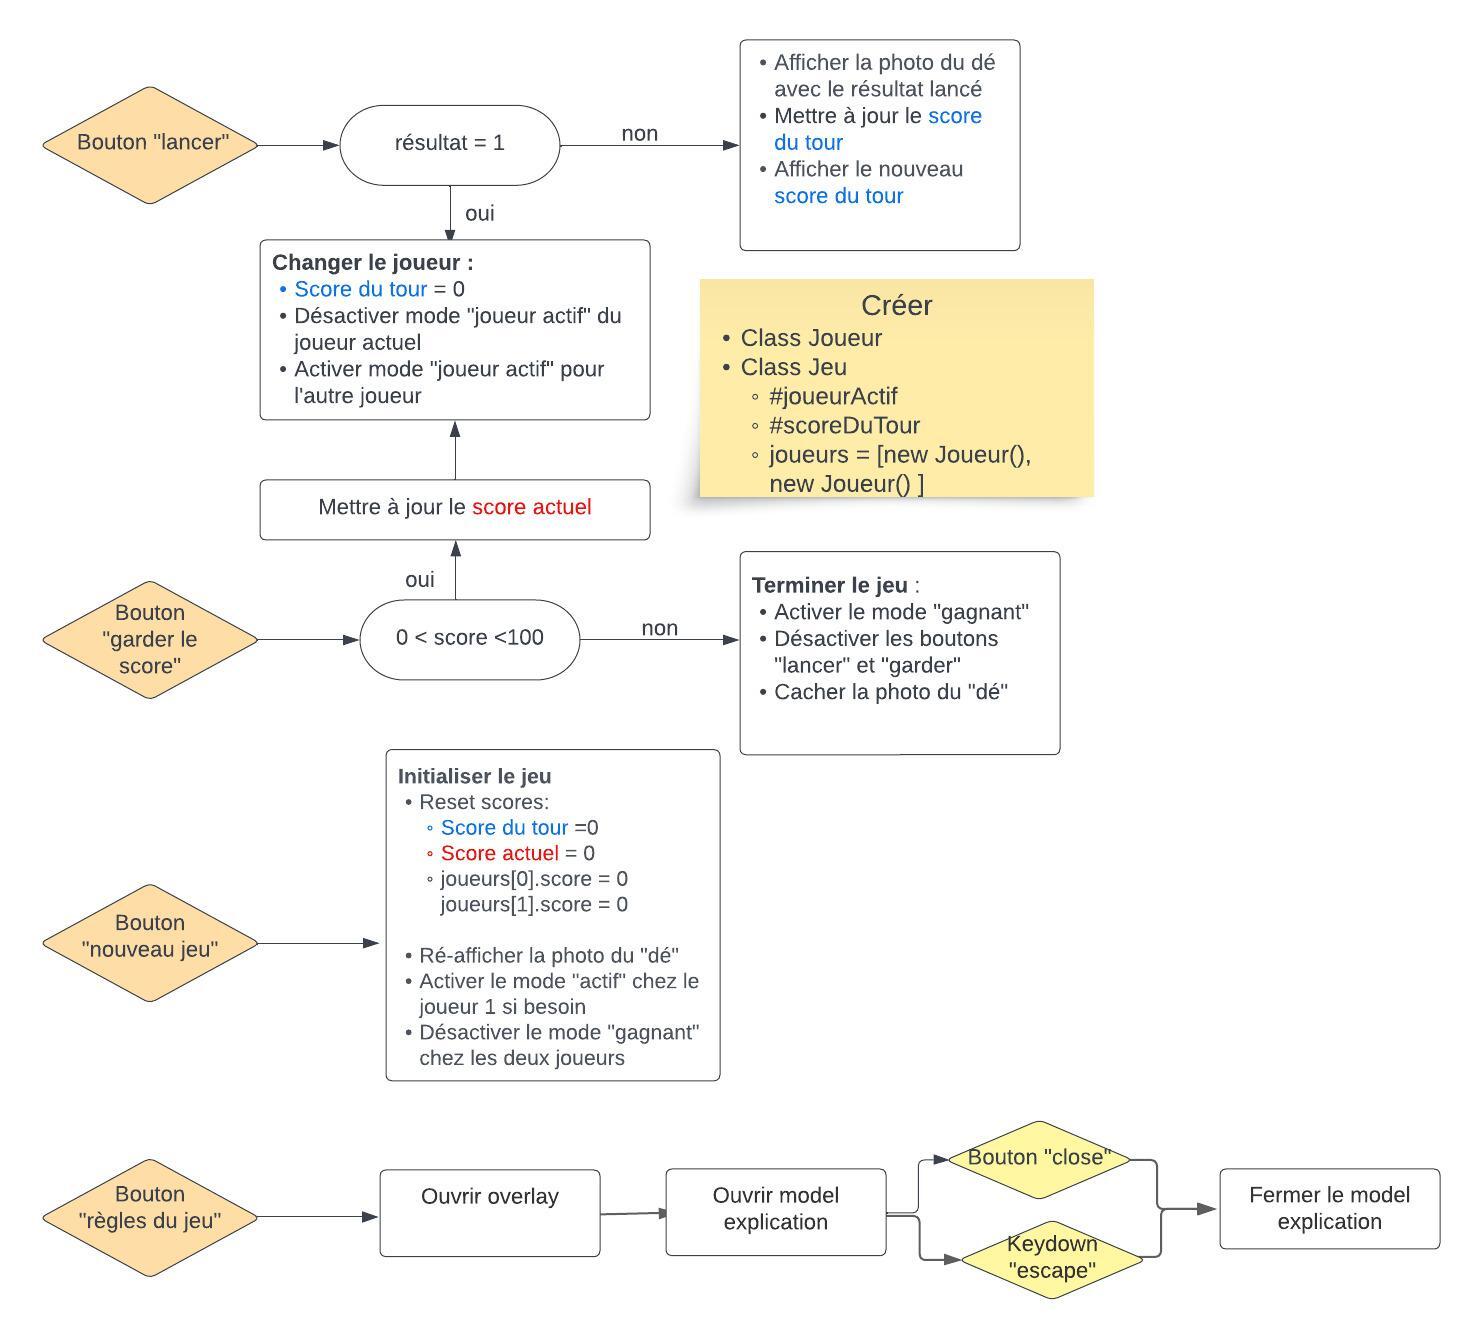 Bouton "lancer"
résultat = 1
non
oui
• Afficher la photo du dé
avec le résultat lancé
• Mettre à jour le score
du tour
• Afficher le nouveau
score du tour
Changer le joueur :
• Score du tour = 0
• Désactiver mode "joueur actif" du
joueur actuel
• Activer mode "joueur actif" pour
l'autre joueur
Créer
• Class Joueur
• Class Jeu
◦ #joueurActif
◦ #scoreDuTour
◦ joueurs = [new Joueur(),
new Joueur() ]
Mettre à jour le score actuel
oui
Bouton
"garder le
score"
0 < score <100
non
Terminer le jeu :
• Activer le mode "gagnant"
• Désactiver les boutons
"lancer" et "garder"
• Cacher la photo du "dé"
Bouton
"nouveau jeu"
Initialiser le jeu
• Reset scores:
◦ Score du tour =0
◦ Score actuel = 0
◦ joueurs[0].score = 0
joueurs[1].score = 0
• Ré-afficher la photo du "dé"
• Activer le mode "actif" chez le
joueur 1 si besoin
• Désactiver le mode "gagnant"
chez les deux joueurs
Bouton
"règles du jeu"
Ouvrir overlay
Ouvrir model
explication
Bouton "close"
Keydown
"escape"
Fermer le model
explication